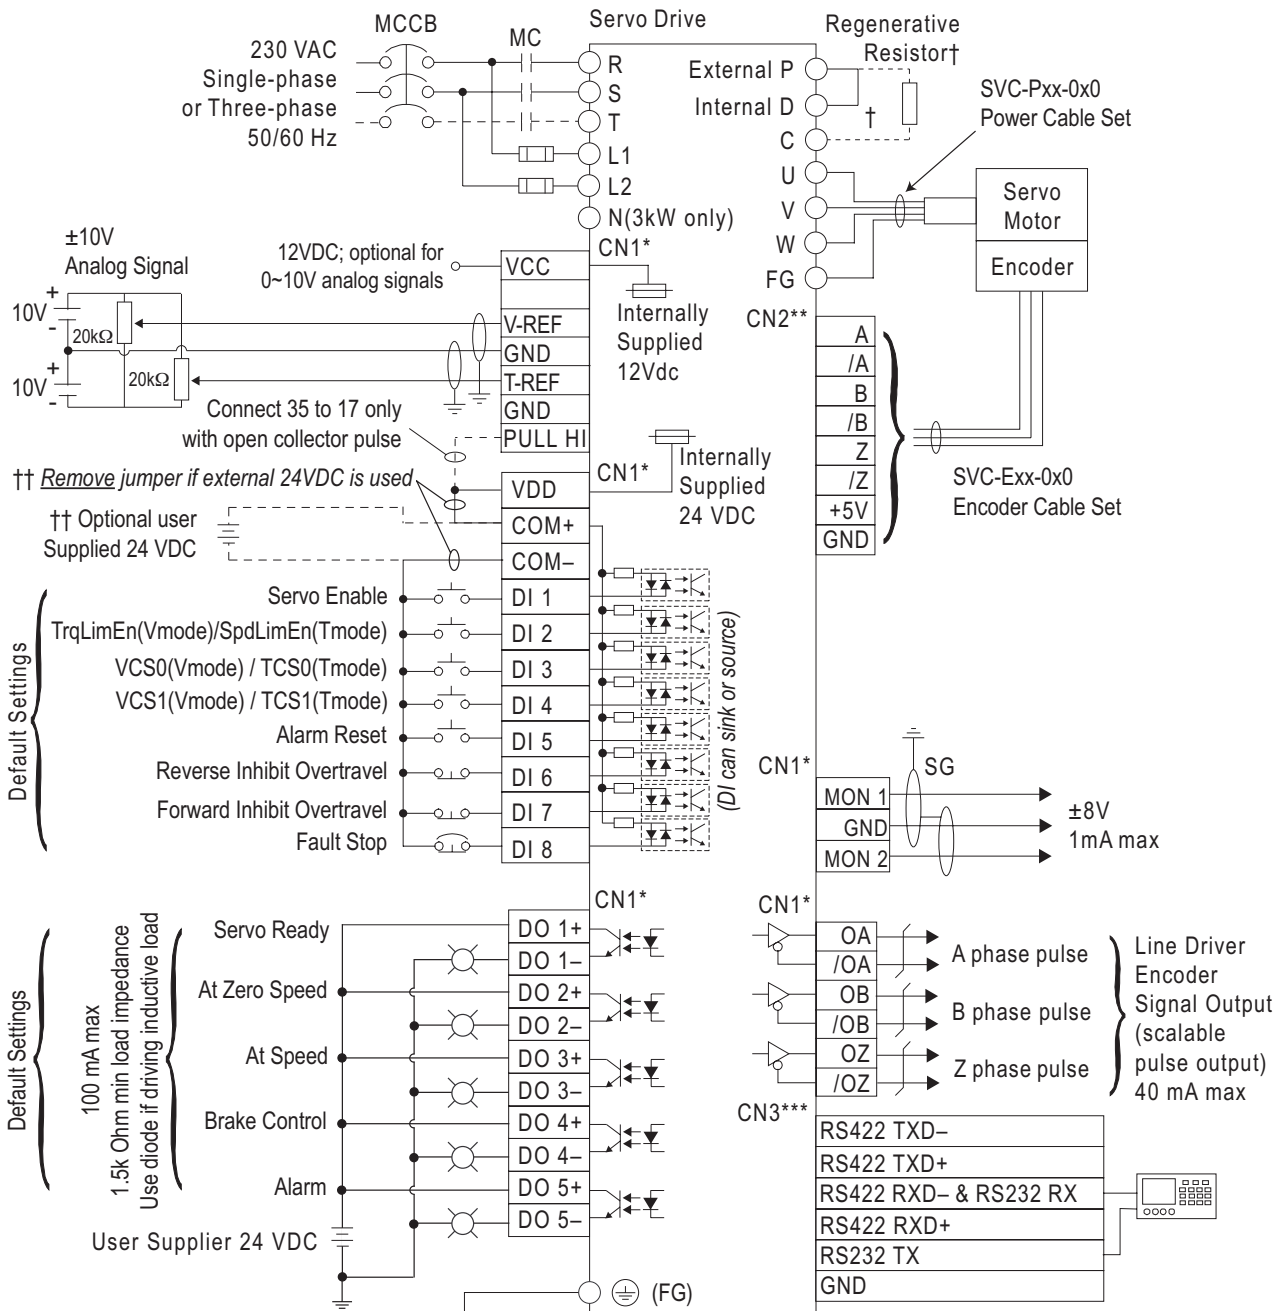 Servo Drive
MCCB
MC
230 VAC
Single-phase
or Three-phase
50/60 Hz
R
S
T
L1
L2
N(3kW only)
Regenerative
Resistor†
External P
Internal D
†
C
U
V
W
FG
SVC-Pxx-0x0
Power Cable Set
Servo
Motor
Encoder
±10V
Analog Signal
12VDC; optional for
0~10V analog signals
CN1*
VCC
Internally
Supplied
12Vdc
+
10V
-
20kΩ
+
10V
-
20kΩ
V-REF
GND
T-REF
GND
PULL HI
Connect 35 to 17 only
with open collector pulse
CN1*
Internally
Supplied
24 VDC
†† Remove jumper if external 24VDC is used
†† Optional user
Supplied 24 VDC
VDD
COM+
COM–
CN2**
A
/A
B
/B
Z
/Z
+5V
GND
SVC-Exx-0x0
Encoder Cable Set
Default Settings
Servo Enable
DI 1
TrqLimEn(Vmode)/SpdLimEn(Tmode)
DI 2
VCS0(Vmode) / TCS0(Tmode)
DI 3
VCS1(Vmode) / TCS1(Tmode)
DI 4
Alarm Reset
DI 5
Reverse Inhibit Overtravel
DI 6
Forward Inhibit Overtravel
DI 7
Fault Stop
DI 8
(DI can sink or source)
CN1*
SG
MON 1
GND
MON 2
±8V
1mA max
Default Settings
100 mA max
1.5k Ohm min load impedance
Use diode if driving inductive load
CN1*
Servo Ready
DO 1+
DO 1–
At Zero Speed
DO 2+
DO 2–
At Speed
DO 3+
DO 3–
Brake Control
DO 4+
DO 4–
Alarm
DO 5+
DO 5–
User Supplier 24 VDC
(FG)
CN1*
OA
/OA
A phase pulse
OB
/OB
B phase pulse
OZ
/OZ
Z phase pulse
Line Driver
Encoder
Signal Output
(scalable
pulse output)
40 mA max
CN3***
RS422 TXD–
RS422 TXD+
RS422 RXD– & RS232 RX
RS422 RXD+
RS232 TX
GND